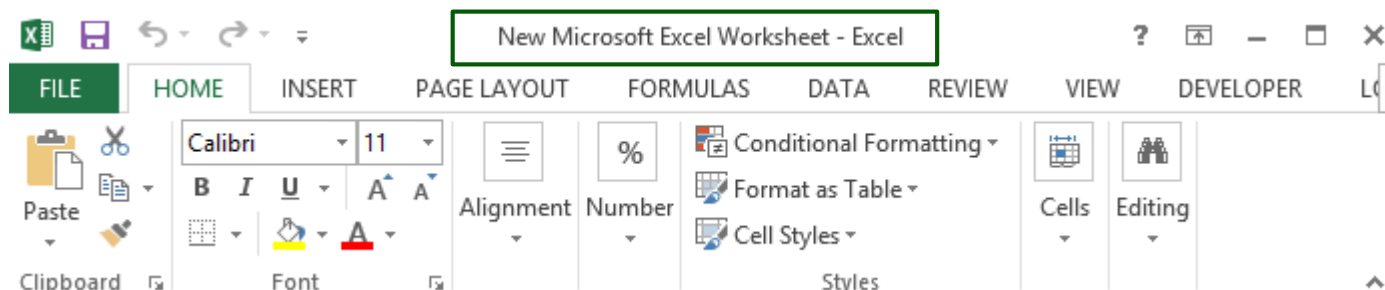 New Microsoft Excel Worksheet - Excel
?
FILE HOME INSERT PAGE LAYOUT FORMULAS DATA REVIEW VIEW DEVELOPER
Calibri 11 % Conditional Formatting
B I U A A Format as Table
Paste Alignment Number Cells Editing
A Cell Styles
Clipboard Font Styles